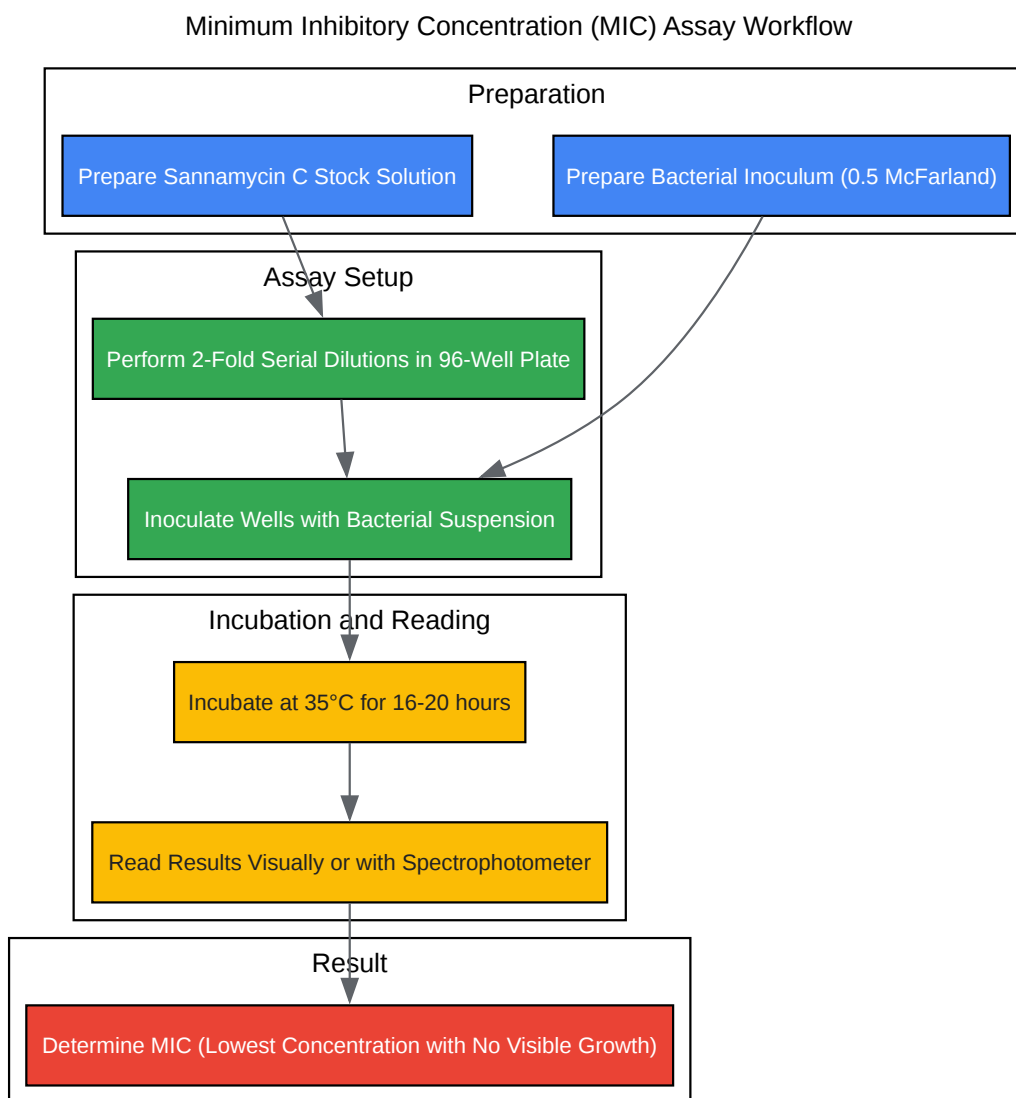 Minimum Inhibitory Concentration (MIC) Assay Workflow
Preparation
Prepare Sannamycin C Stock Solution
Prepare Bacterial Inoculum (0.5 McFarland)
Assay Setup
Perform 2-Fold Serial Dilutions in 96-Well Plate
Inoculate Wells with Bacterial Suspension
Incubation and Reading
Incubate at 35°C for 16-20 hours
Read Results Visually or with Spectrophotometer
Result
Determine MIC (Lowest Concentration with No Visible Growth)